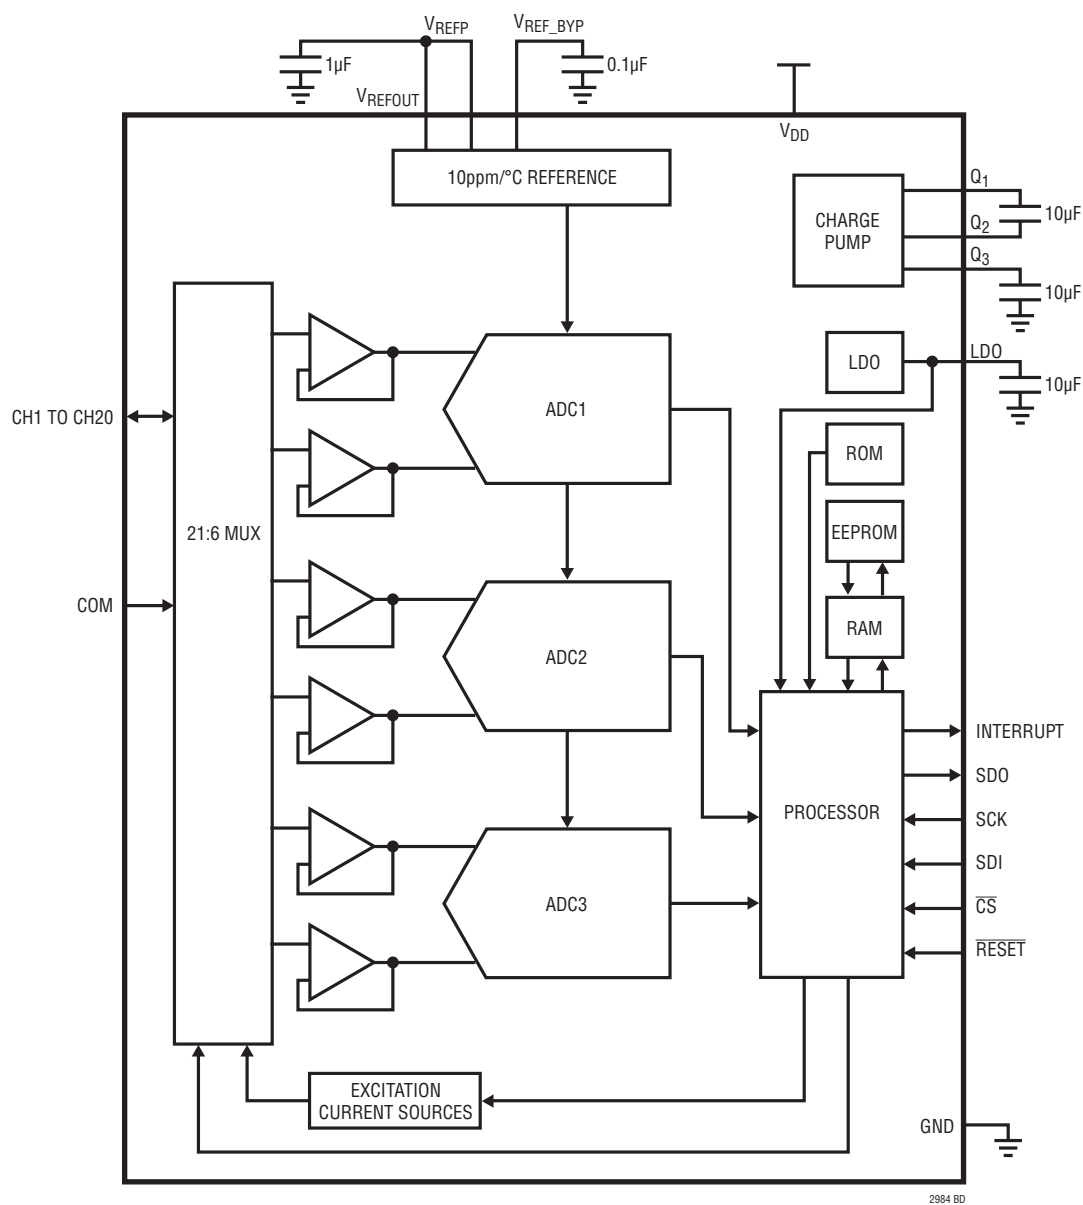 VREFP
VREF_BYP
1µF
0.1µF
VREFOUT
VDD
10ppm/°C REFERENCE
CHARGE
PUMP
Q1
10µF
Q2
Q3
10µF
LDO
LDO
10µF
CH1 TO CH20
ADC1
ROM
21:6 MUX
EEPROM
COM
RAM
ADC2
INTERRUPT
SDO
PROCESSOR
SCK
SDI
ADC3
C̅S̅
R̅E̅S̅E̅T̅
EXCITATION
CURRENT SOURCES
GND
2984 BD